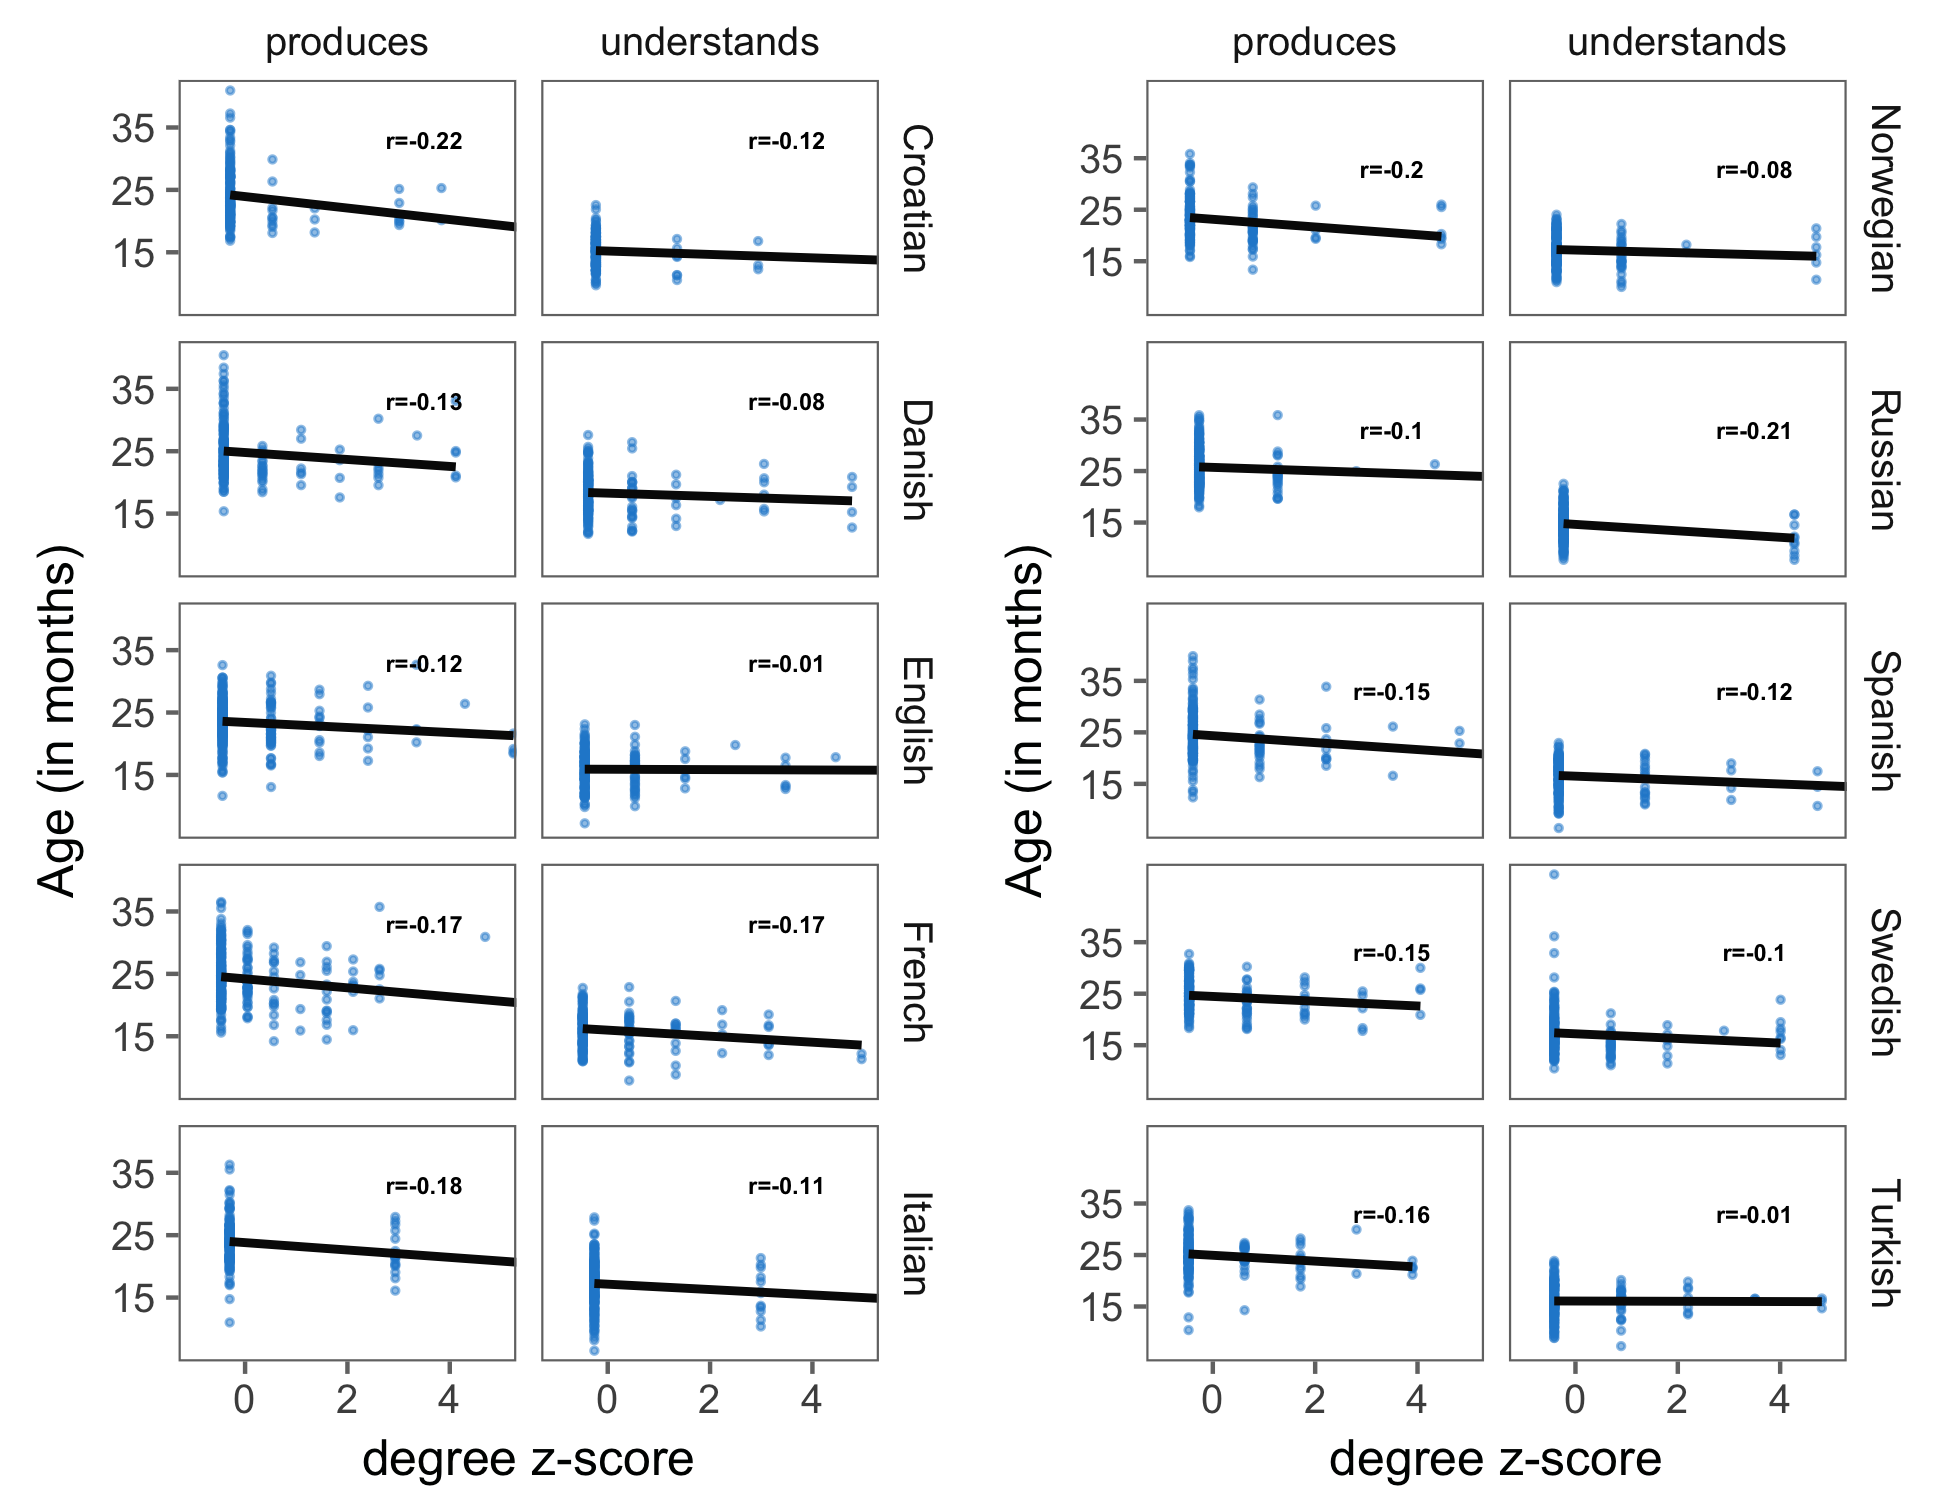 produces understands
35
25
15
r=-0.22
r=-0.12
Croatian
35
25
15
r=-0.13
r=-0.08
Danish
35
25
15
r=-0.12
r=-0.01
English
35
25
15
r=-0.17
r=-0.17
French
35
25
15
r=-0.18
r=-0.11
Italian
Age (in months)
0 2 4 0 2 4
degree z-score
produces understands
35
25
15
r=-0.2
r=-0.08
Norwegian
35
25
15
r=-0.1
r=-0.21
Russian
35
25
15
r=-0.15
r=-0.12
Spanish
35
25
15
r=-0.15
r=-0.1
Swedish
35
25
15
r=-0.16
r=-0.01
Turkish
Age (in months)
0 2 4 0 2 4
degree z-score